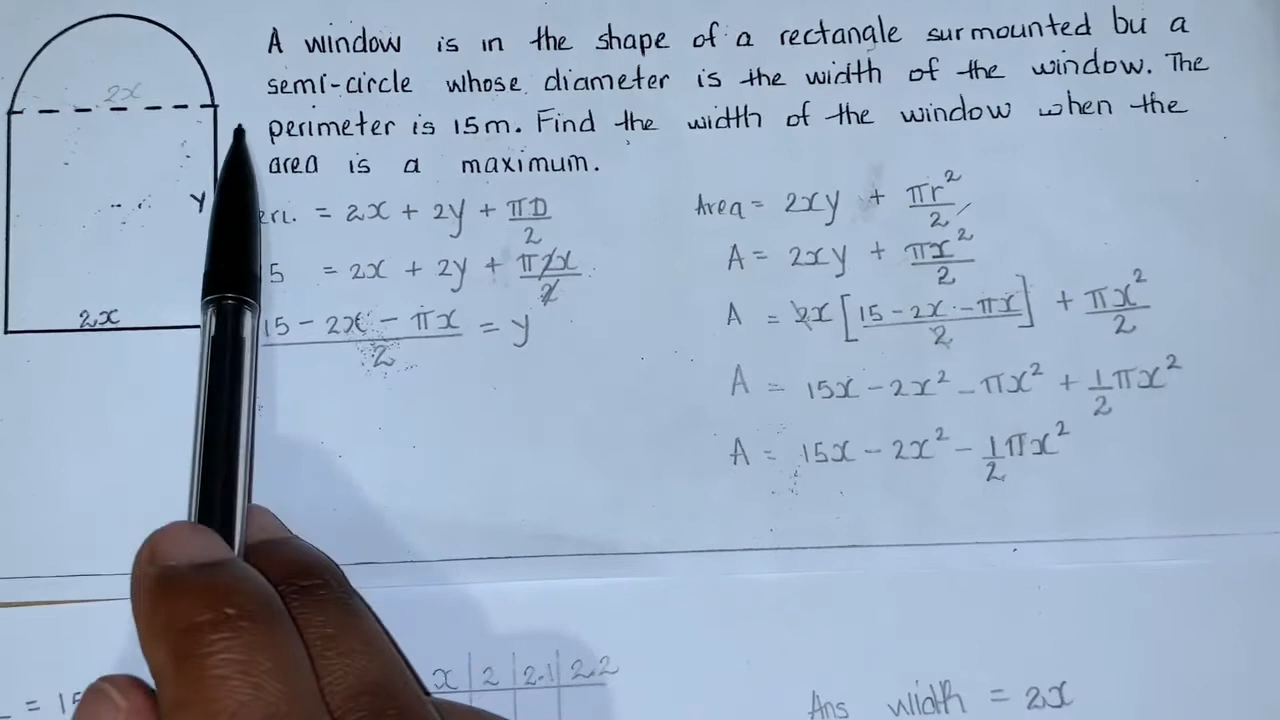 2x
y
2x
A window is in the shape of a rectangle surmounted bu a
semi-circle whose diameter is the width of the window. The
perimeter is 15m. Find the width of the window when the
area is a maximum.
= 2x + 2y + πD/2
5 = 2x + 2y + π2x/2
15 - 2x - πx / 2 = y
Area = 2xy + πr²/2
A = 2xy + πx²/2
A = 2x[15 - 2x - πx / 2] + πx²/2
A = 15x - 2x² - πx² + 1/2πx²
A = 15x - 2x² - 1/2πx²
x | 2 | 2.1 | 2.2
Ans width = 2x